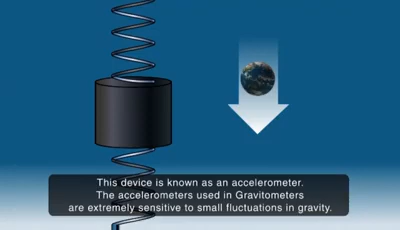 This device is known as an accelerometer.
The accelerometers used in Gravitometers
are extremely sensitive to small fluctuations in gravity.